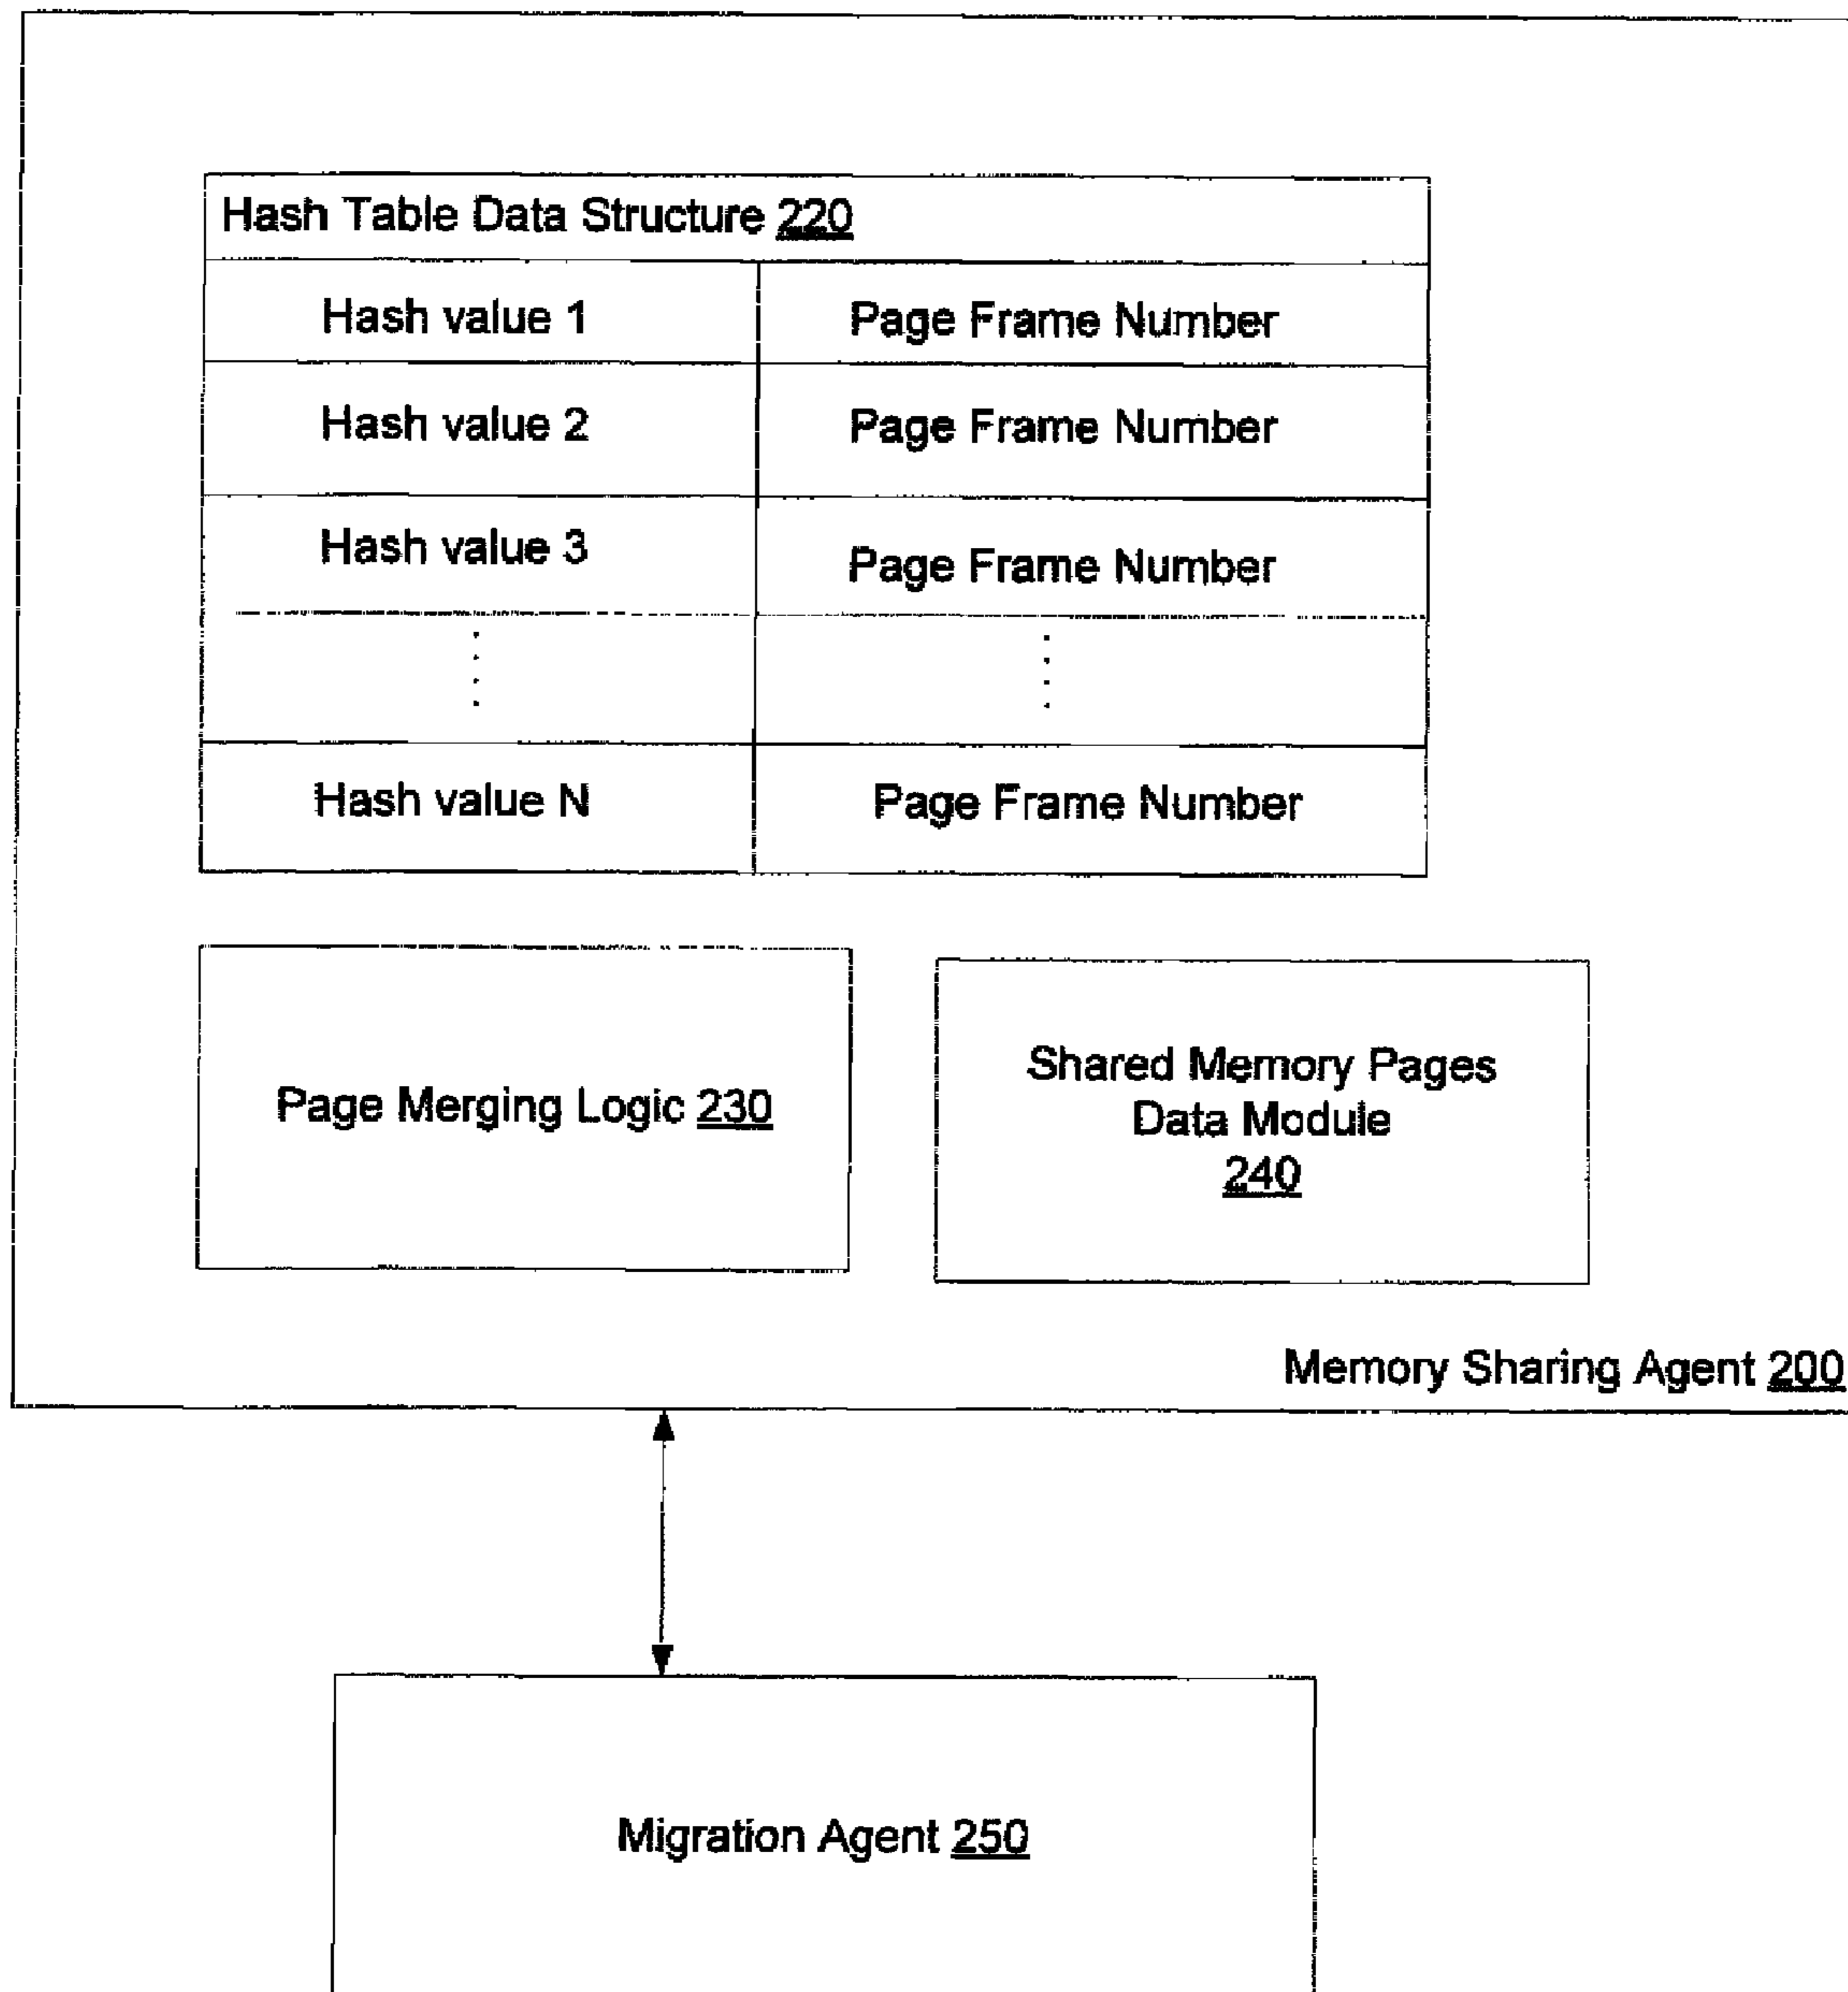 Hash Table Data Structure 220
Hash value 1 Page Frame Number
Hash value 2 Page Frame Number
Hash value 3 Page Frame Number
Hash value N Page Frame Number
Page Merging Logic 230
Shared Memory Pages
Data Module
240
Memory Sharing Agent 200
Migration Agent 250